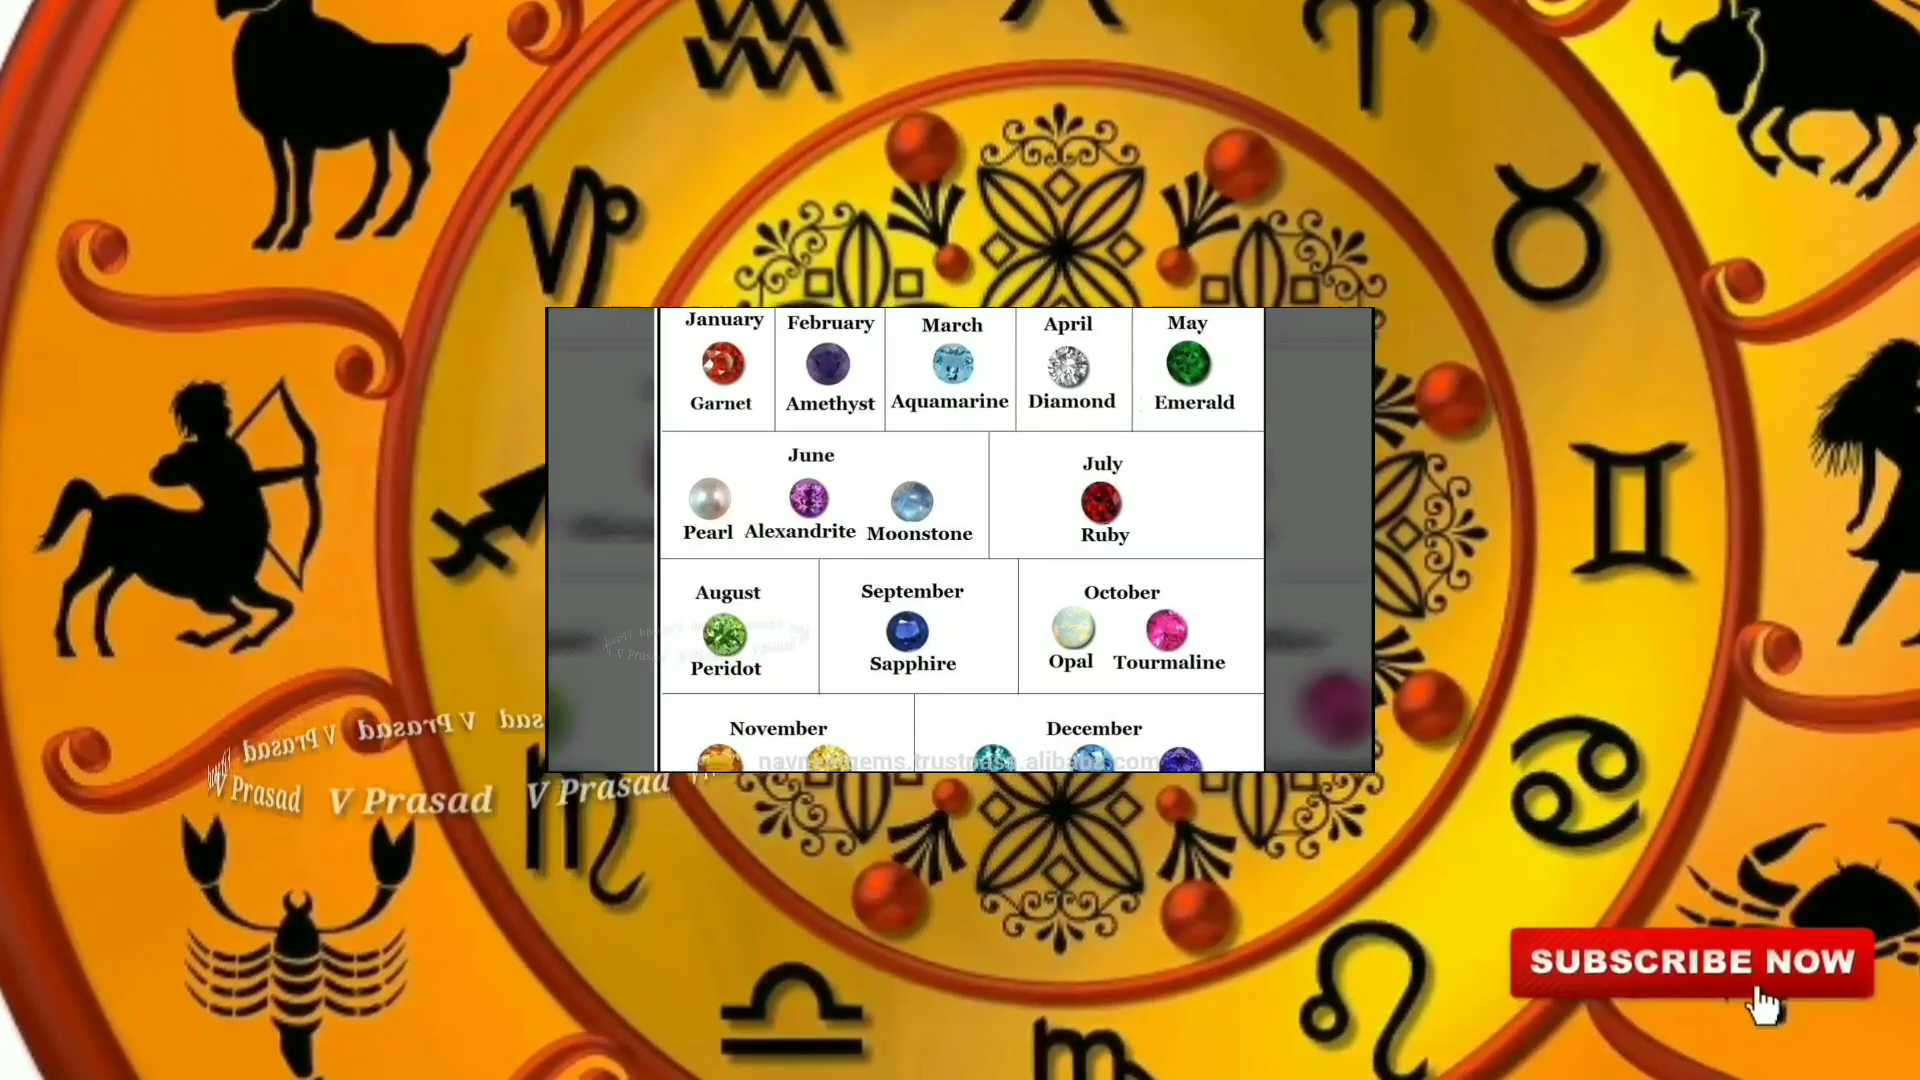 January February March April May
Garnet Amethyst Aquamarine Diamond Emerald
June July
Pearl Alexandrite Moonstone Ruby
August September October
Peridot Sapphire Opal Tourmaline
November December
V Prasad V Prasad V Prasad
SUBSCRIBE NOW